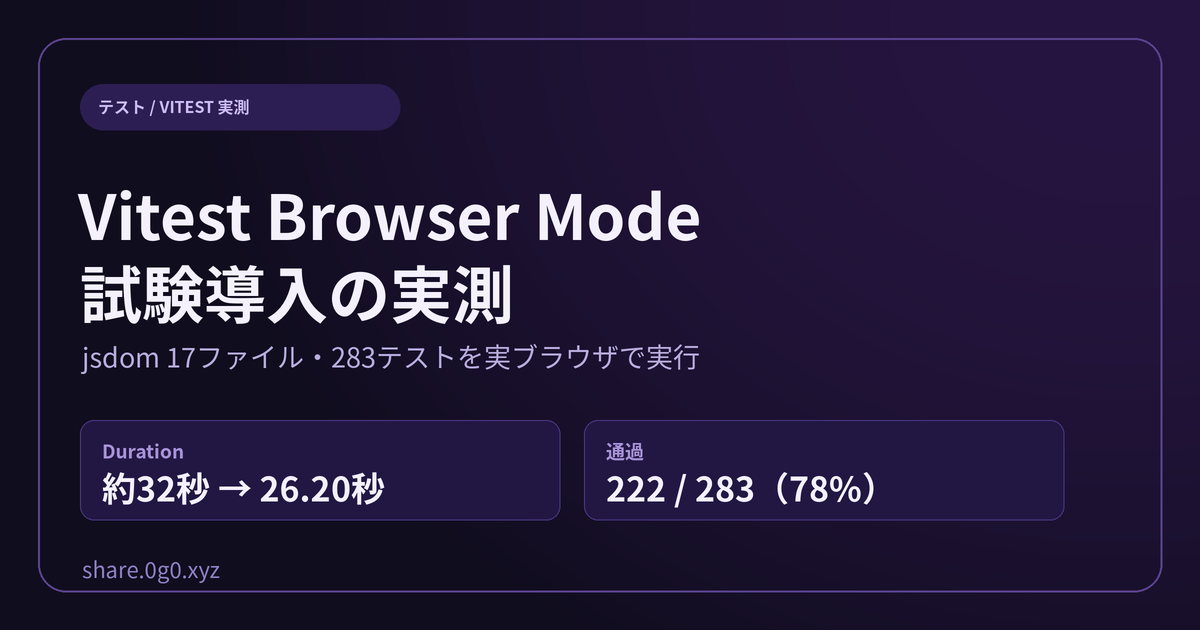 テスト / VITEST 実測
Vitest Browser Mode
試験導入の実測
jsdom 17ファイル・283テストを実ブラウザで実行
Duration
約32秒 → 26.20秒
通過
222 / 283（78%）
share.0g0.xyz